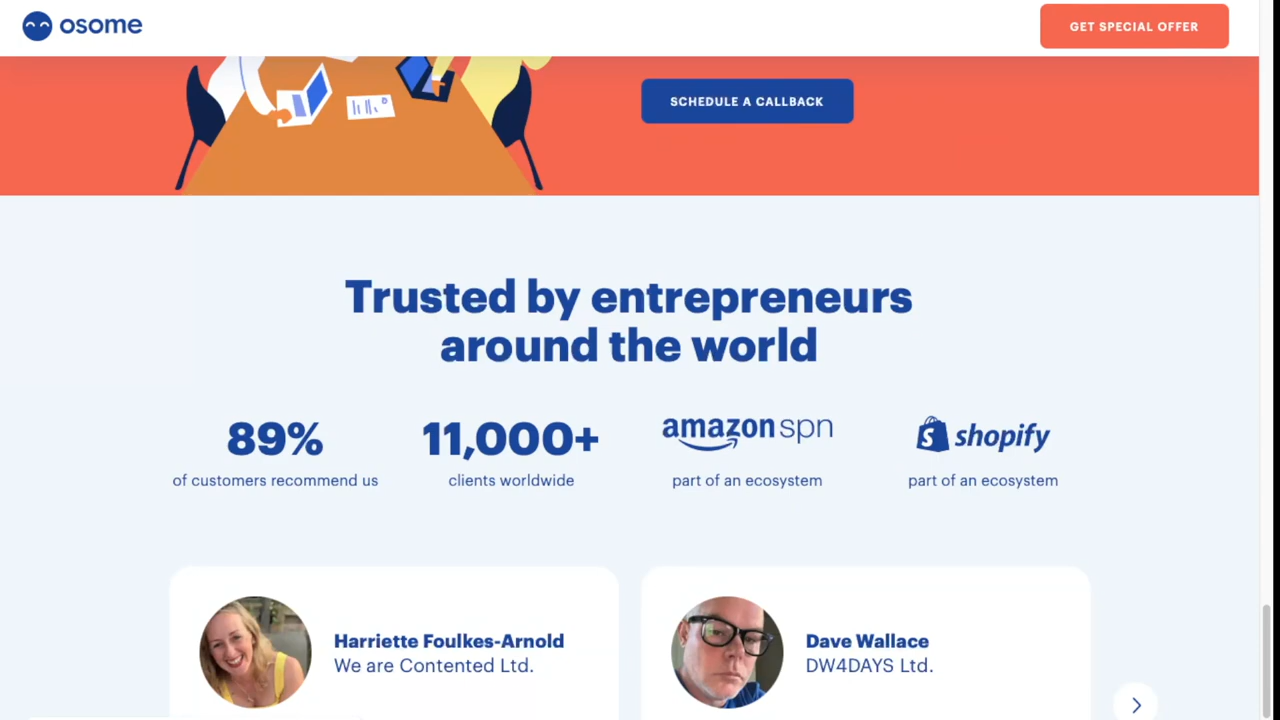 osome
GET SPECIAL OFFER
SCHEDULE A CALLBACK
Trusted by entrepreneurs
around the world
89%
of customers recommend us
11,000+
clients worldwide
amazon spn
part of an ecosystem
shopify
part of an ecosystem
Harriette Foulkes-Arnold
We are Contented Ltd.
Dave Wallace
DW4DAYS Ltd.